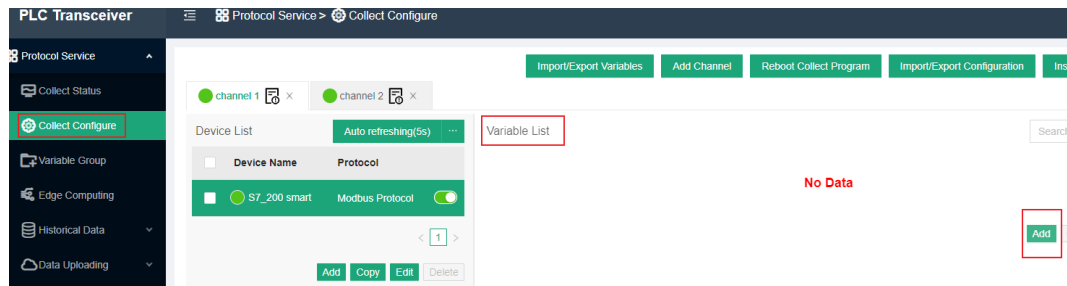 PLC Transceiver
Protocol Service > Collect Configure
Protocol Service
Collect Status
Collect Configure
Variable Group
Edge Computing
Historical Data
Data Uploading
Import/Export Variables
Add Channel
Reboot Collect Program
Import/Export Configuration
Ins
channel 1
channel 2
Device List
Auto refreshing(5s)
...
Device Name Protocol
S7_200 smart Modbus Protocol
< 1 >
Add
Copy
Edit
Delete
Variable List
Search
No Data
Add